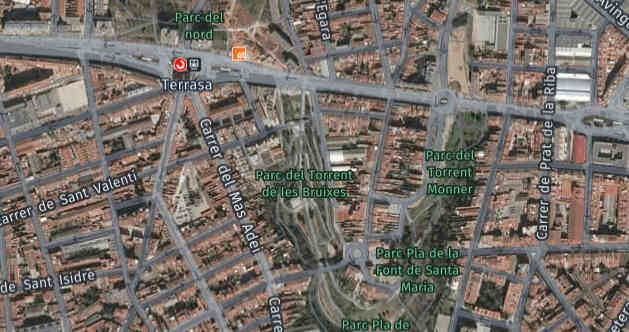 Parc del
nord
l'Egara
Terrasa
Carrer de Prat de la Riba
Parc del
Torrent
Monner
Parc del Torrent
de les Bruixes
Carrer del Mas Adei
Carrer de Sant Valentí
Parc Pla de la
Font de Santa
Maria
de Sant Isidre
Carre
Parc Pla de